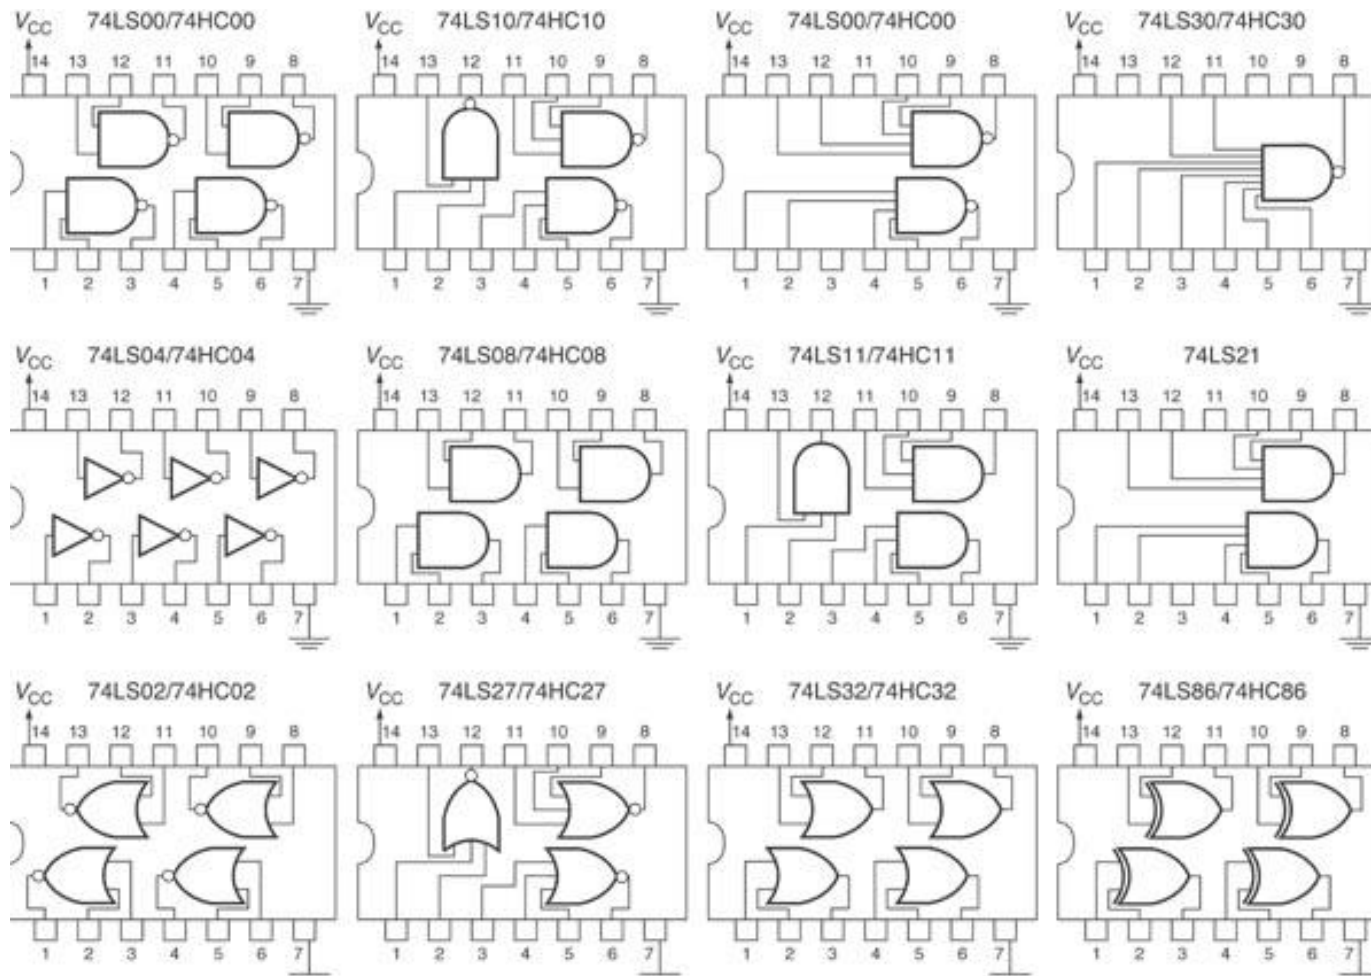 VCC 74LS00/74HC00 VCC 74LS10/74HC10 VCC 74LS00/74HC00 VCC 74LS30/74HC30
14 13 12 11 10 9 8 14 13 12 11 10 9 8 14 13 12 11 10 9 8 14 13 12 11 10 9 8
1 2 3 4 5 6 7 1 2 3 4 5 6 7 1 2 3 4 5 6 7 1 2 3 4 5 6 7
VCC 74LS04/74HC04 VCC 74LS08/74HC08 VCC 74LS11/74HC11 VCC 74LS21
14 13 12 11 10 9 8 14 13 12 11 10 9 8 14 13 12 11 10 9 8 14 13 12 11 10 9 8
1 2 3 4 5 6 7 1 2 3 4 5 6 7 1 2 3 4 5 6 7 1 2 3 4 5 6 7
VCC 74LS02/74HC02 VCC 74LS27/74HC27 VCC 74LS32/74HC32 VCC 74LS86/74HC86
14 13 12 11 10 9 8 14 13 12 11 10 9 8 14 13 12 11 10 9 8 14 13 12 11 10 9 8
1 2 3 4 5 6 7 1 2 3 4 5 6 7 1 2 3 4 5 6 7 1 2 3 4 5 6 7